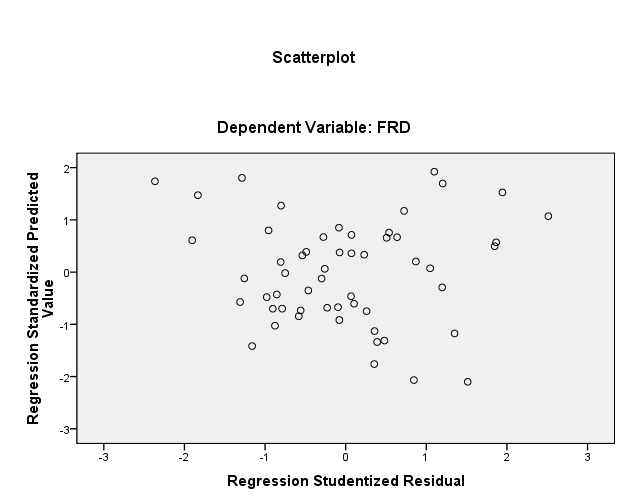 Scatterplot
Dependent Variable: FRD
Regression Standardized Predicted
Value
2
1
0
-1
-2
-3
-3
-2
-1
0
1
2
3
Regression Studentized Residual